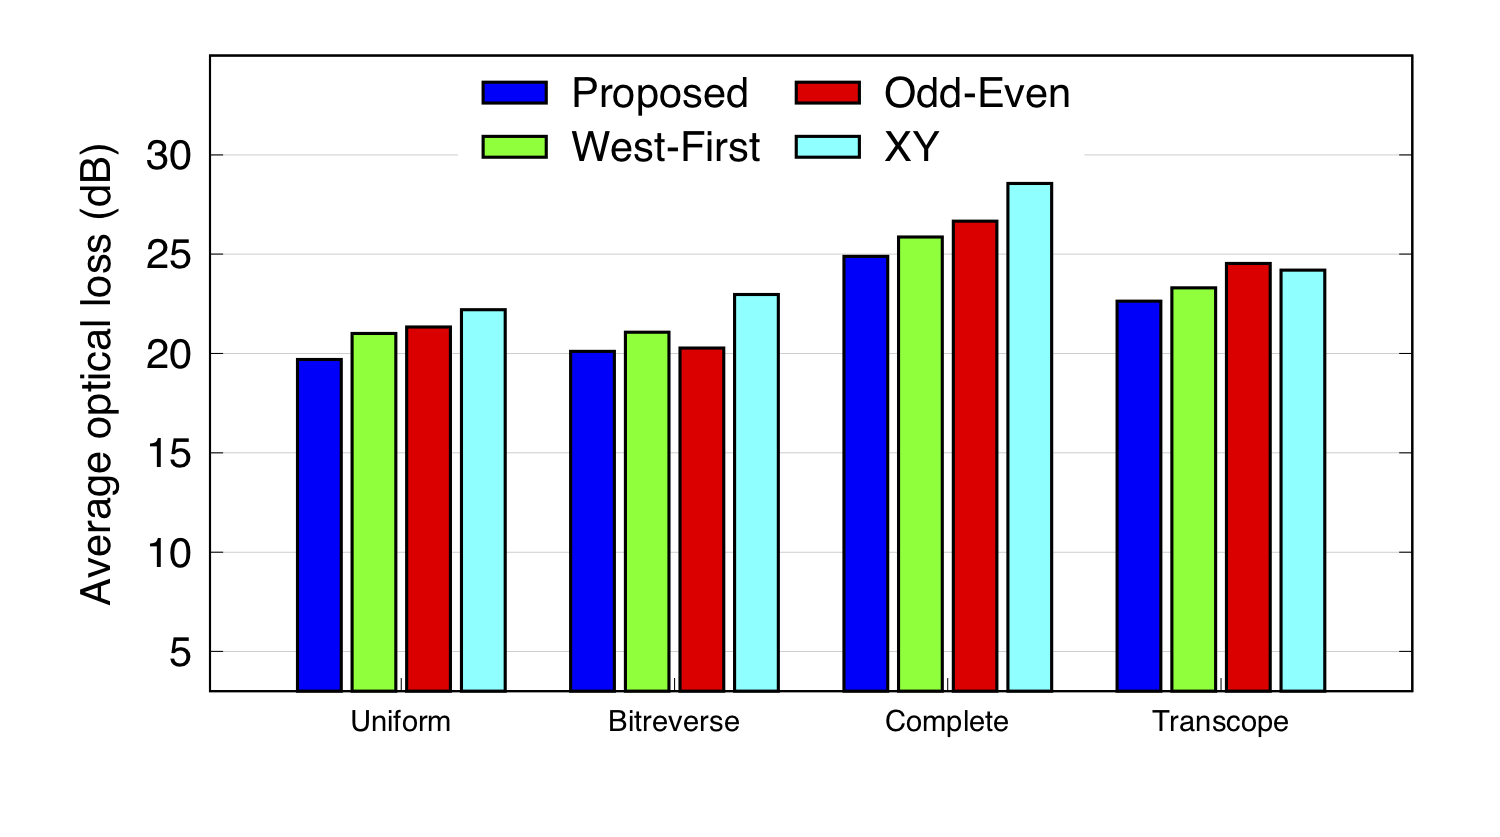 Proposed
Odd-Even
West-First
XY
Average optical loss (dB)
30
25
20
15
10
5
Uniform
Bitreverse
Complete
Transcope